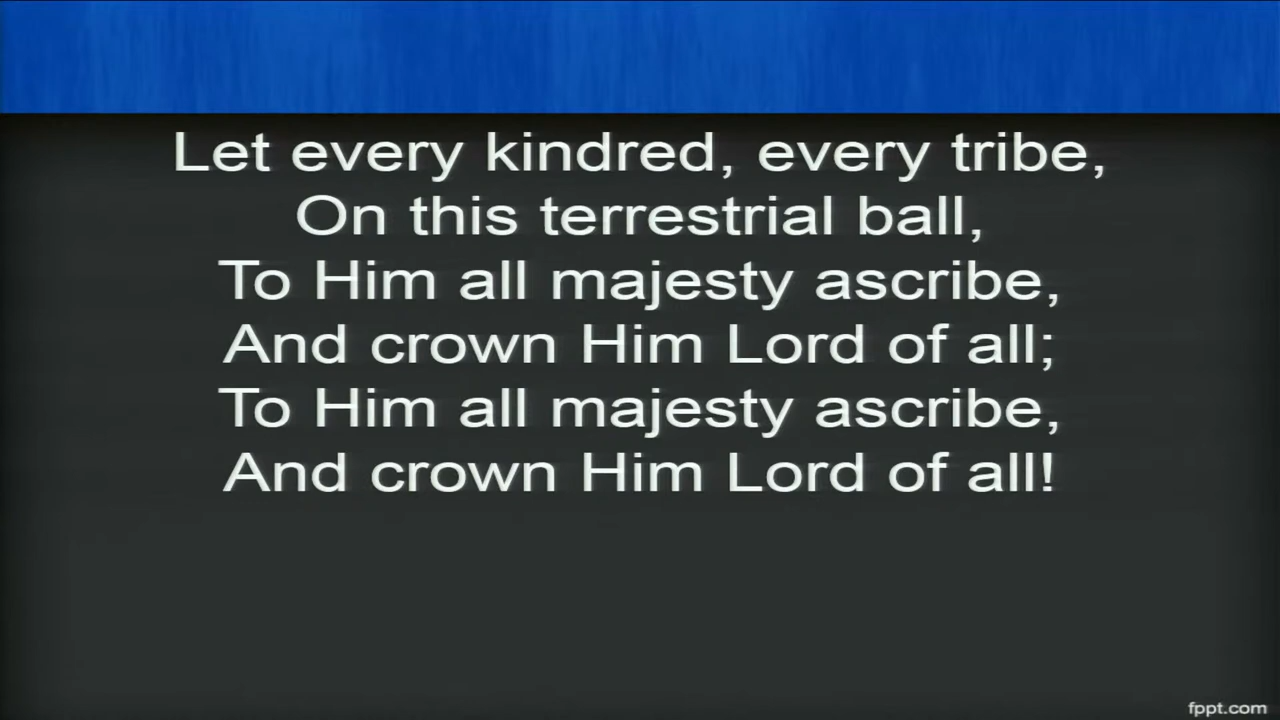 Let every kindred, every tribe,
On this terrestrial ball,
To Him all majesty ascribe,
And crown Him Lord of all;
To Him all majesty ascribe,
And crown Him Lord of all!
fppt.com